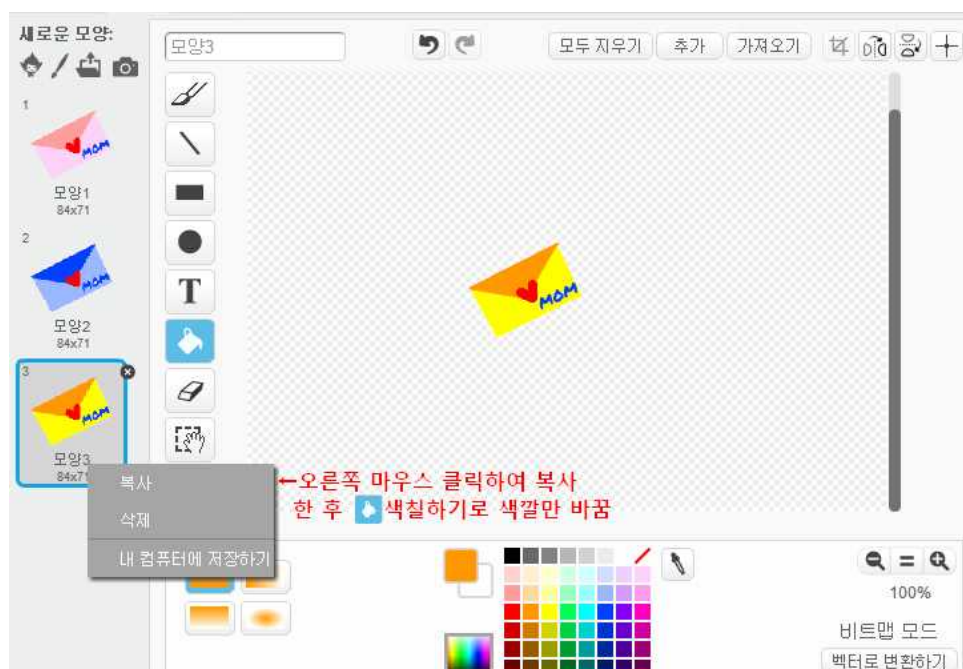 새로운 모양:
모양3
모두 지우기
추가
가져오기
1
MOM
모양1
84x71
2
MOM
모양2
84x71
3
MOM
모양3
84x71
T
MOM
복사
삭제
내 컴퓨터에 저장하기
←오른쪽 마우스 클릭하여 복사
한 후 색칠하기로 색깔만 바꿈
100%
비트맵 모드
벡터로 변환하기